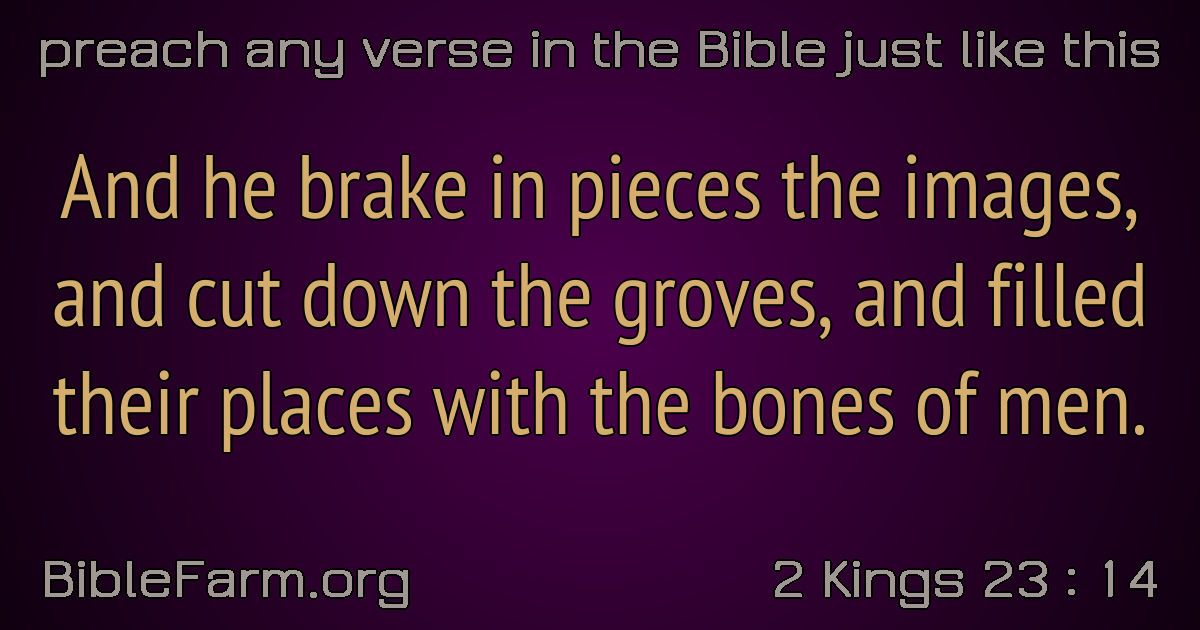 preach any verse in the Bible just like this
And he brake in pieces the images,
and cut down the groves, and filled
their places with the bones of men.
BibleFarm.org
2 Kings 23 : 14